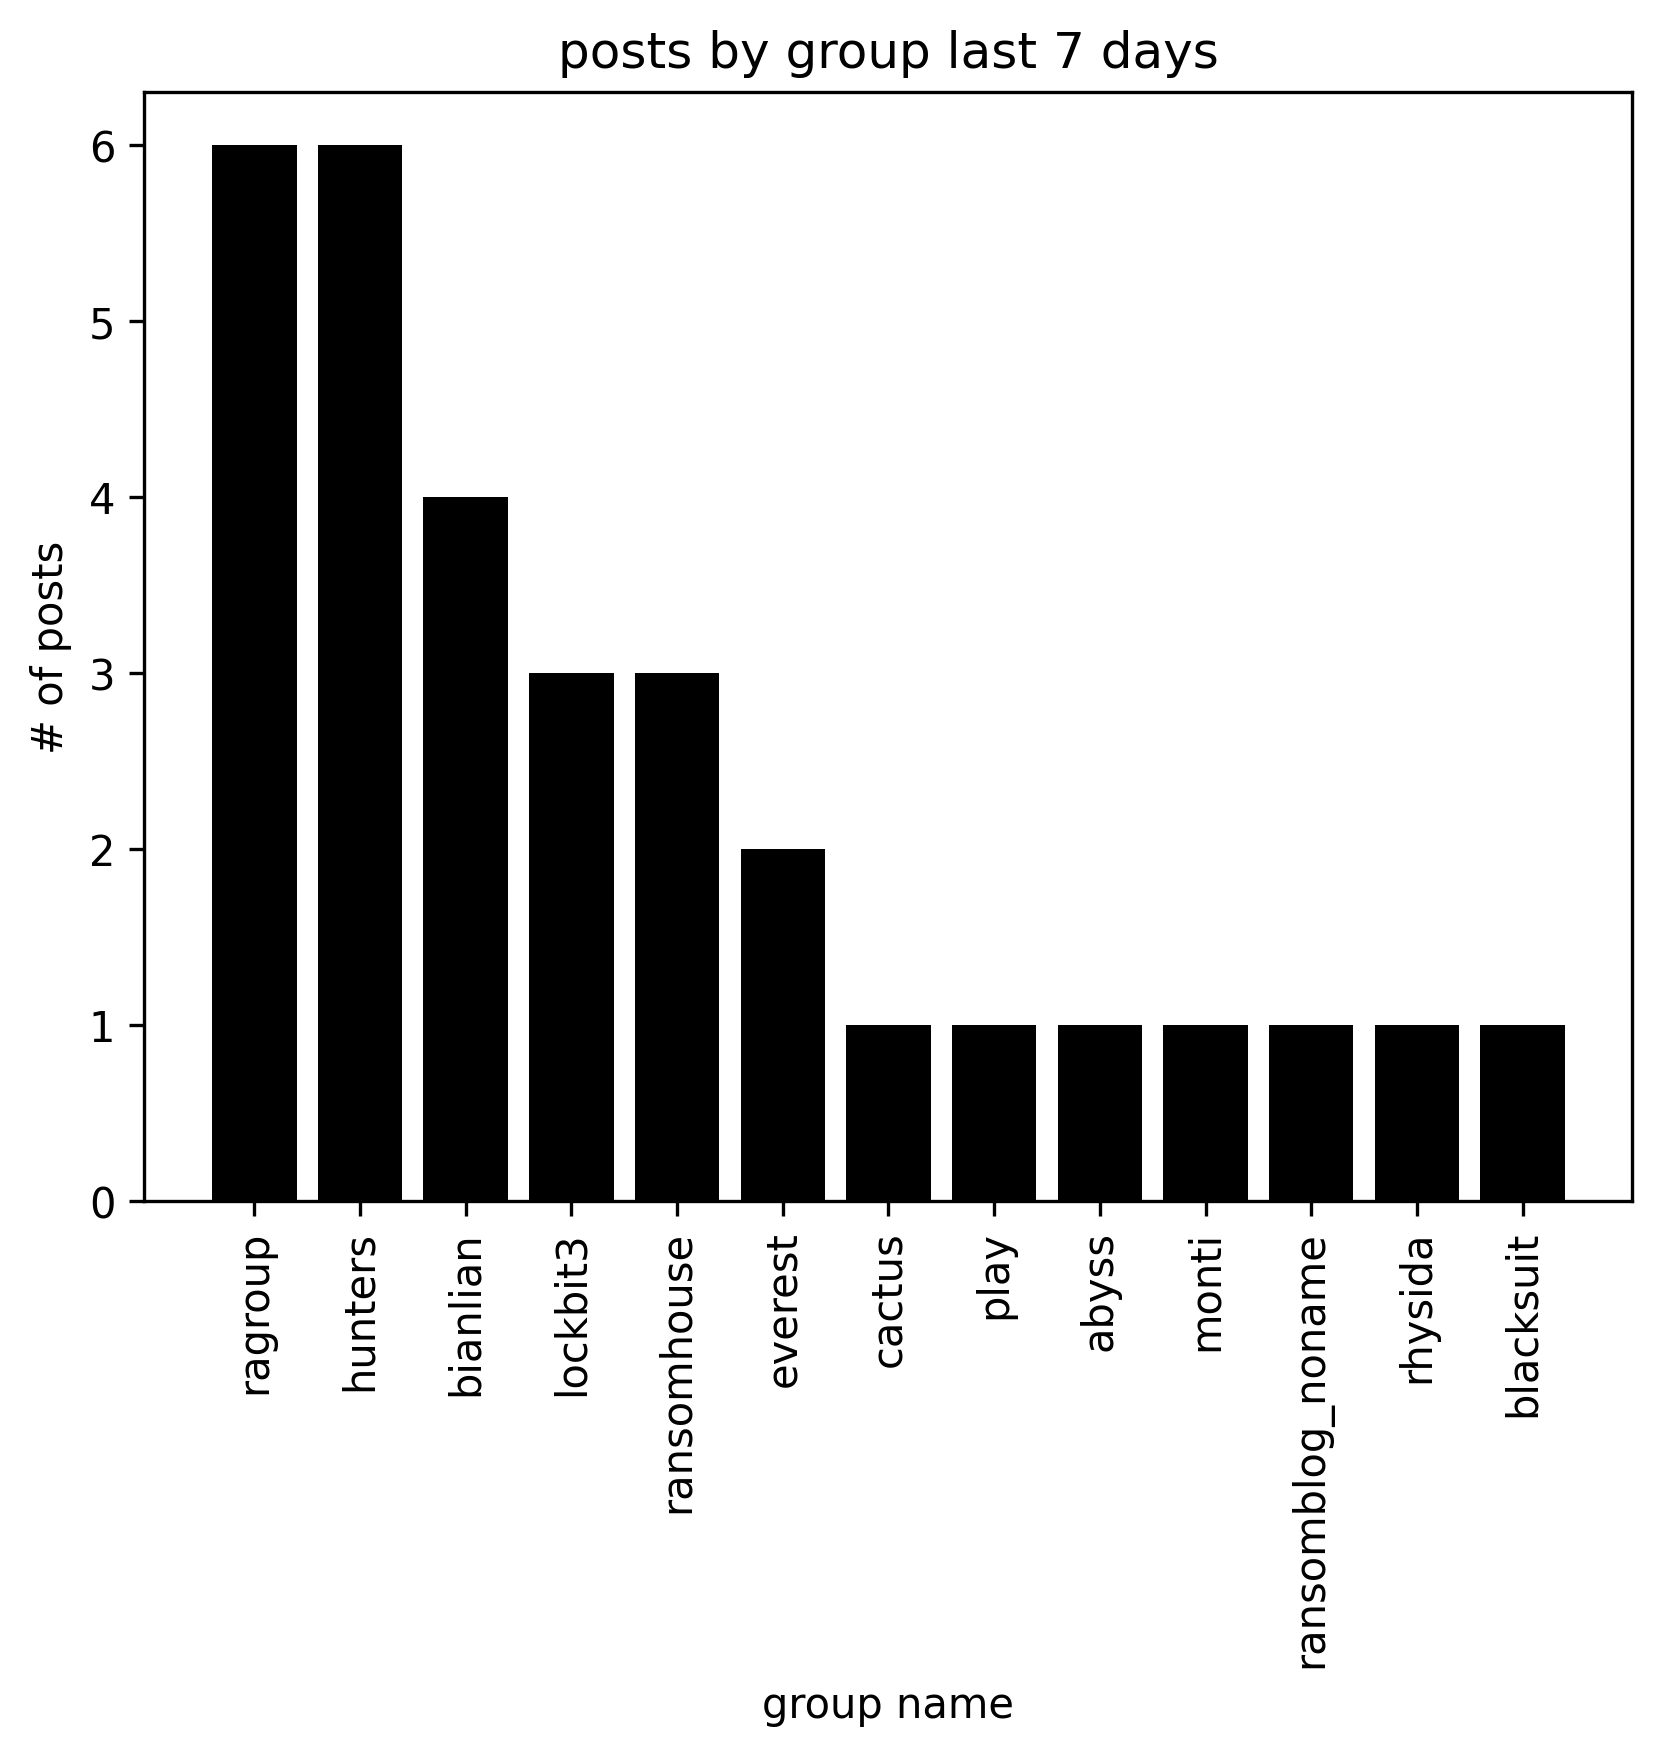 posts by group last 7 days
# of posts
6
5
4
3
2
1
0
ragroup
hunters
bianlian
lockbit3
ransomhouse
everest
cactus
play
abyss
monti
ransomblog_noname
rhysida
blacksuit
group name